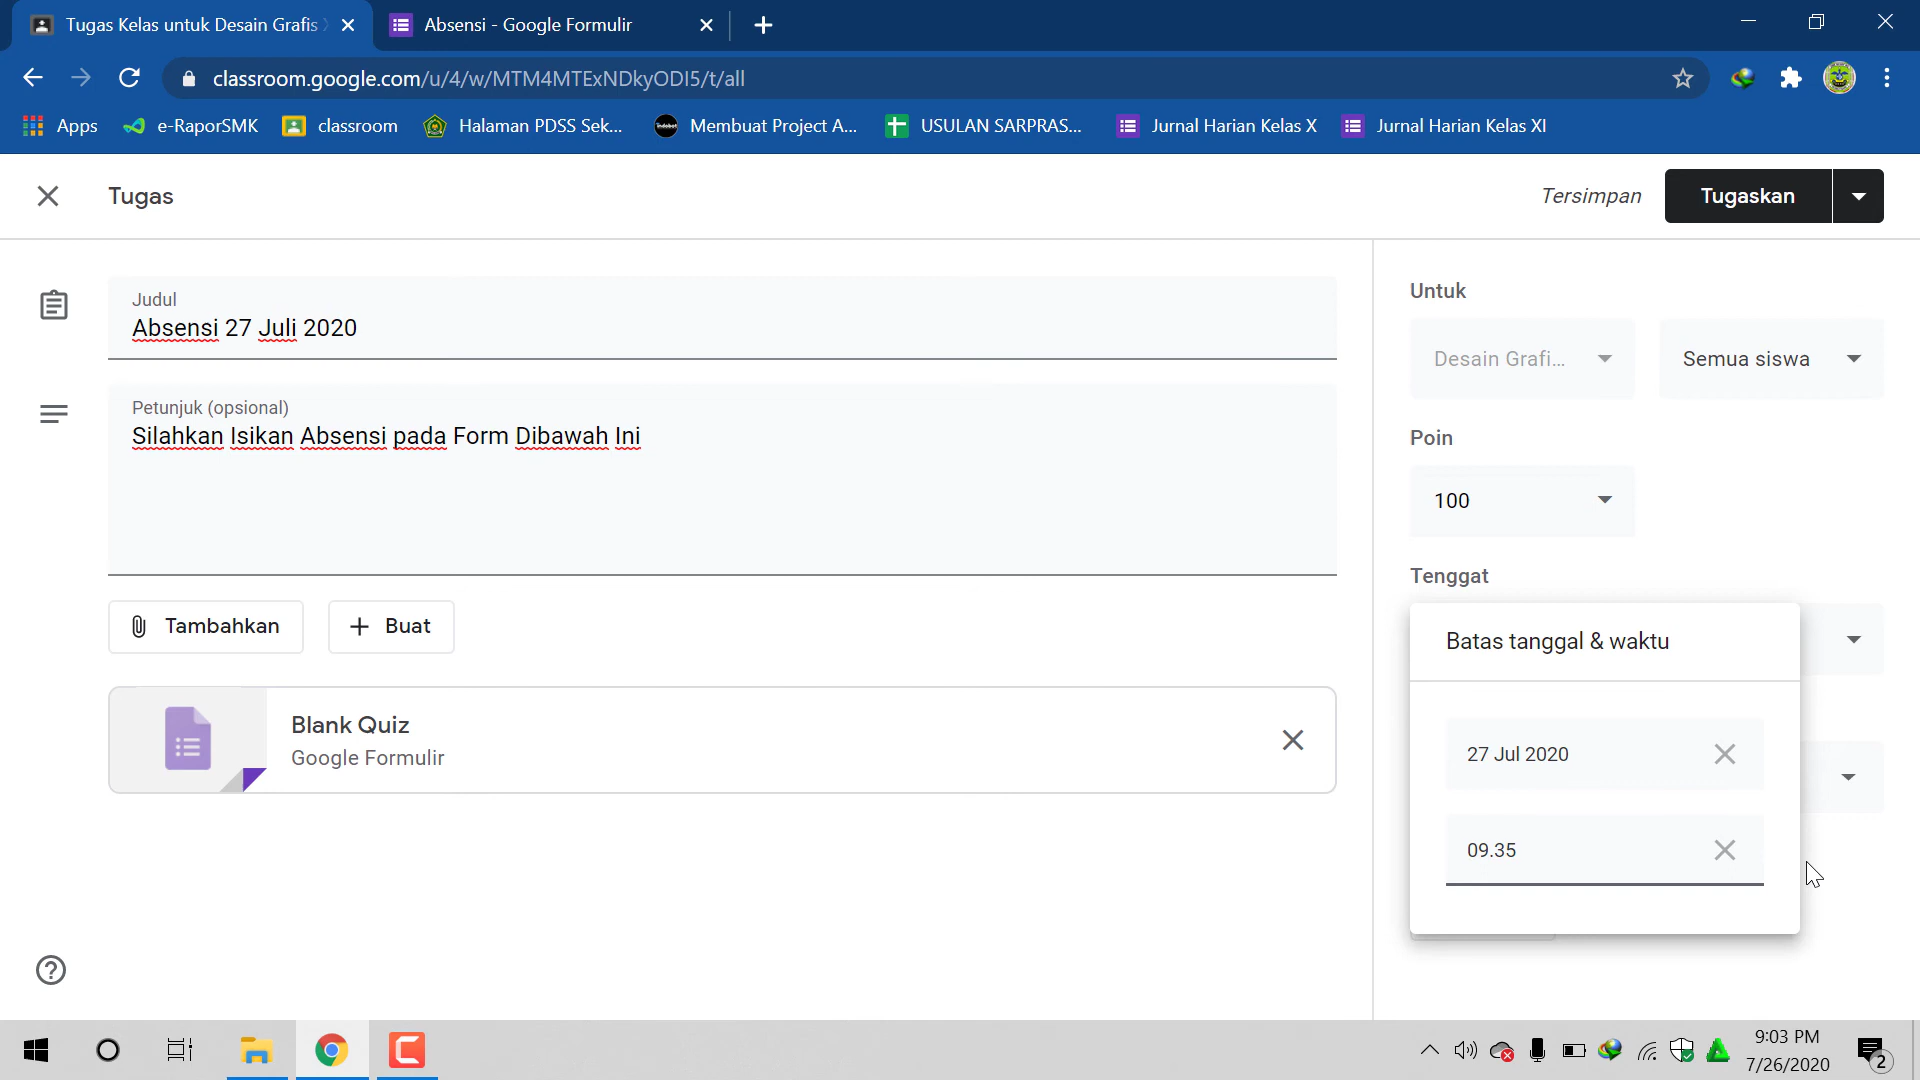 Tugas Kelas untuk Desain Grafis
Absensi - Google Formulir
classroom.google.com/u/4/w/MTM4MTExNDkyODI5/t/all
Apps
e-RaporSMK
classroom
Halaman PDSS Sek...
Membuat Project A...
USULAN SARPRAS...
Jurnal Harian Kelas X
Jurnal Harian Kelas XI
Tugas
Tersimpan
Tugaskan
Judul
Absensi 27 Juli 2020
Petunjuk (opsional)
Silahkan Isikan Absensi pada Form Dibawah Ini
Tambahkan
Buat
Blank Quiz
Google Formulir
Untuk
Desain Grafi...
Semua siswa
Poin
100
Tenggat
Batas tanggal & waktu
27 Jul 2020
09.35
9:03 PM
7/26/2020
2